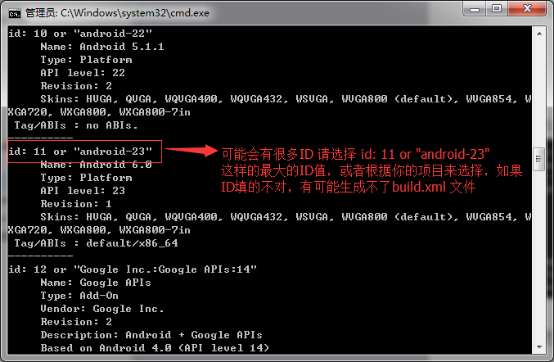 管理员: C:\Windows\system32\cmd.exe
id: 10 or "android-22"
Name: Android 5.1.1
Type: Platform
API level: 22
Revision: 2
Skins: HVGA, QVGA, WQVGA400, WQVGA432, WSVGA, WVGA800 (default), WVGA854, W
XGA720, WXGA800, WXGA800-7in
Tag/ABIs : no ABIs.
----------
id: 11 or "android-23"
Name: Android 6.0
Type: Platform
API level: 23
Revision: 1
Skins: HVGA, QVGA, WQVGA400, WQVGA432, WSVGA, WVGA800 (default), WVGA854, W
XGA720, WXGA800, WXGA800-7in
Tag/ABIs : default/x86_64
----------
id: 12 or "Google Inc.:Google APIs:14"
Name: Google APIs
Type: Add-On
Vendor: Google Inc.
Revision: 2
Description: Android + Google APIs
Based on Android 4.0 (API level 14)
可能会有很多ID 请选择 id: 11 or "android-23"
这样的最大的ID值，或者根据你的项目来选择，如果
ID填的不对，有可能生成不了build.xml 文件